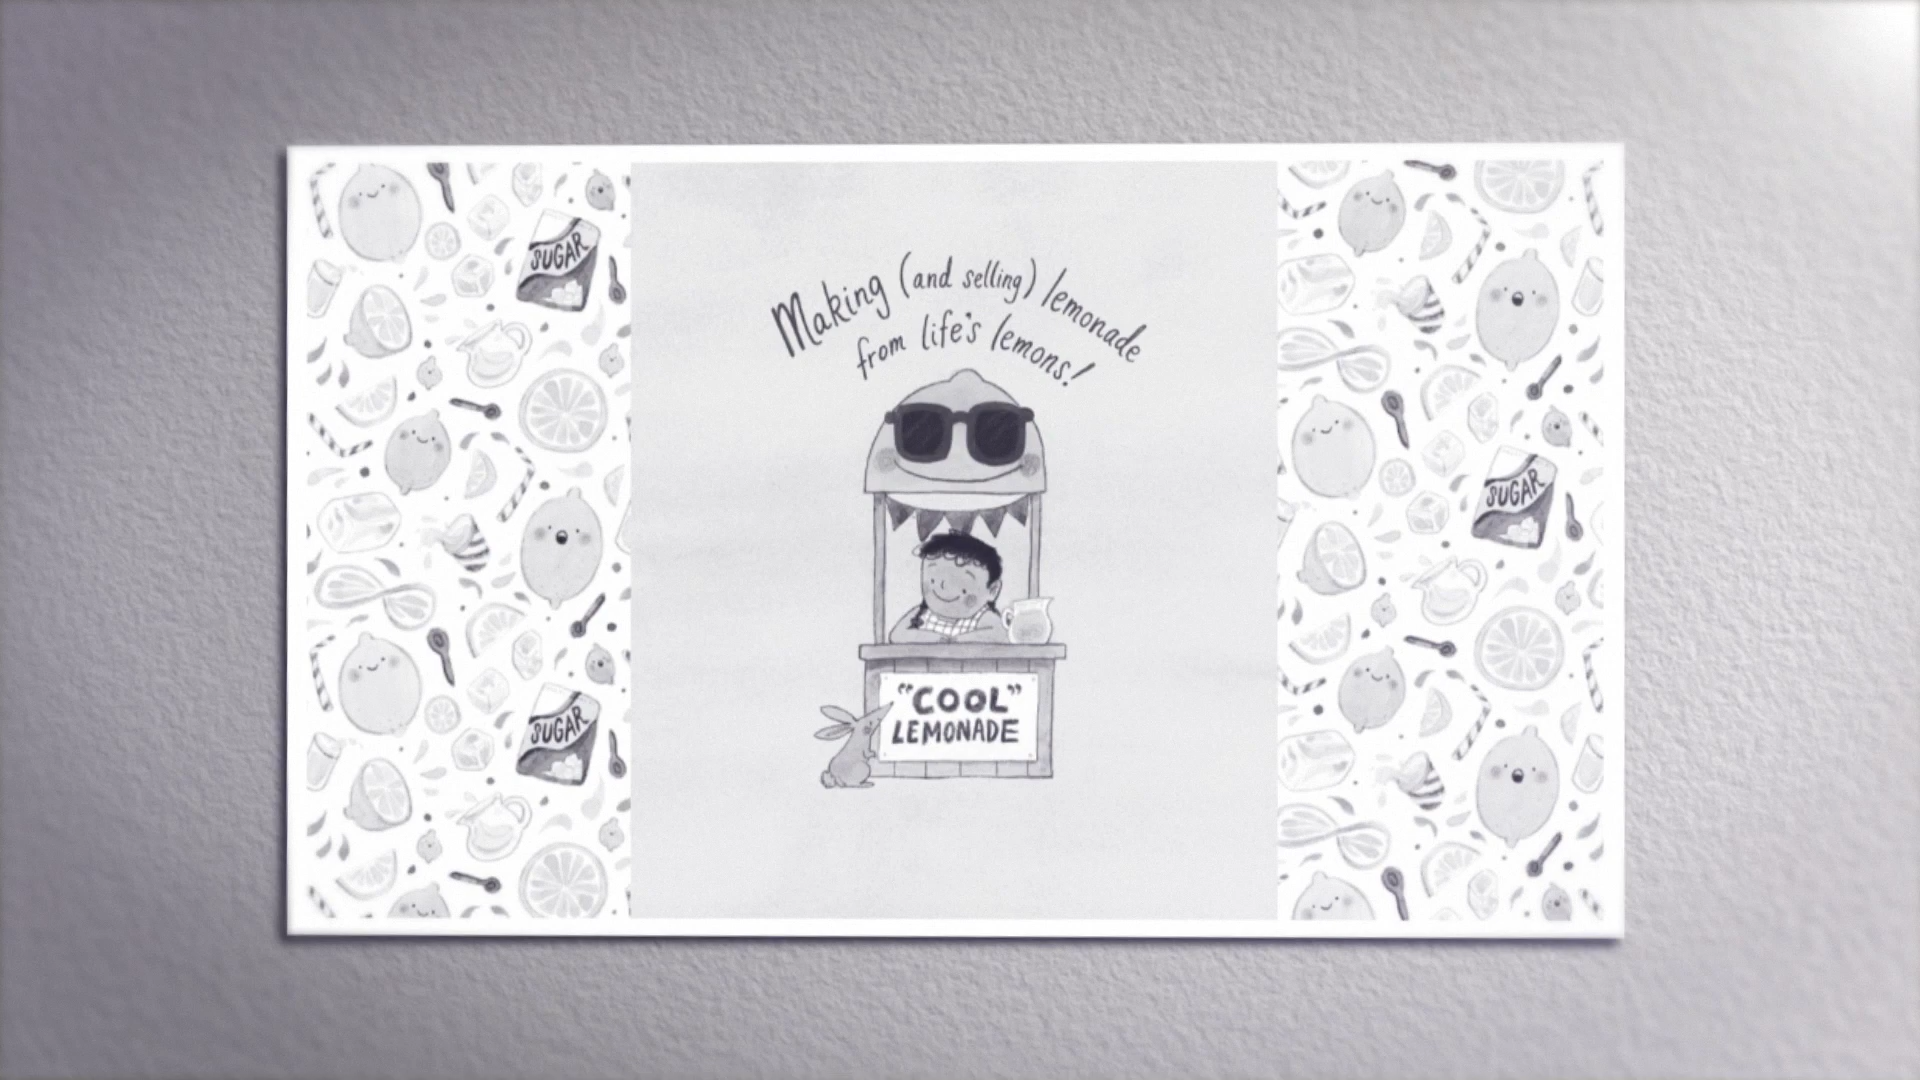 Making (and selling) lemonade
from life's lemons!
"COOL"
LEMONADE
SUGAR
SUGAR
SUGAR